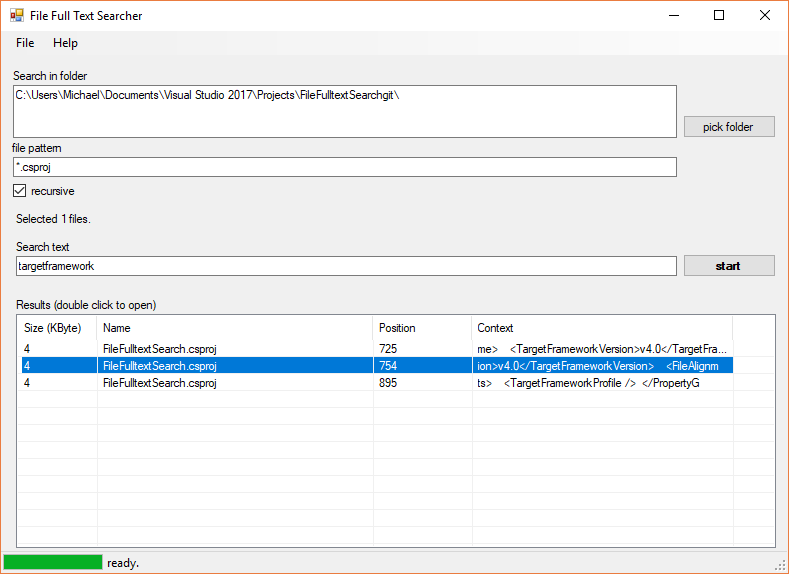 File Full Text Searcher
File Help
Search in folder
C:\Users\Michael\Documents\Visual Studio 2017\Projects\FileFulltextSearchgit\
pick folder
file pattern
*.csproj
recursive
Selected 1 files.
Search text
targetframework
start
Results (double click to open)
Size (KByte) Name Position Context
4 FileFulltextSearch.csproj 725 me> <TargetFrameworkVersion>v4.0</TargetFra...
4 FileFulltextSearch.csproj 754 ion>v4.0</TargetFrameworkVersion> <FileAlignm
4 FileFulltextSearch.csproj 895 ts> <TargetFrameworkProfile /> </PropertyG
ready.